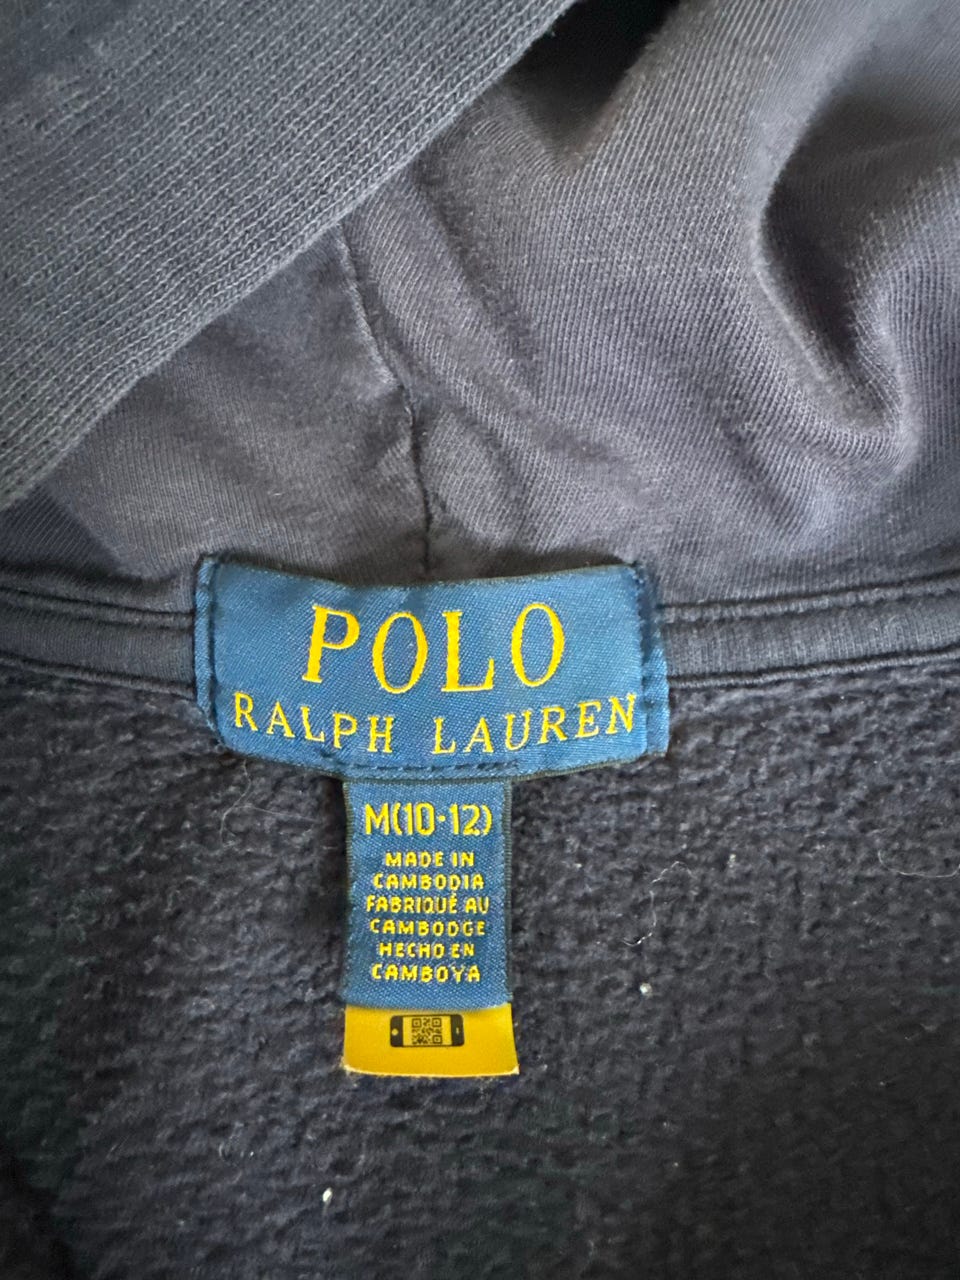 POLO
RALPH LAUREN
M(10-12)
MADE IN
CAMBODIA
FABRIQUÉ AU
CAMBODGE
HECHO EN
CAMBOYA